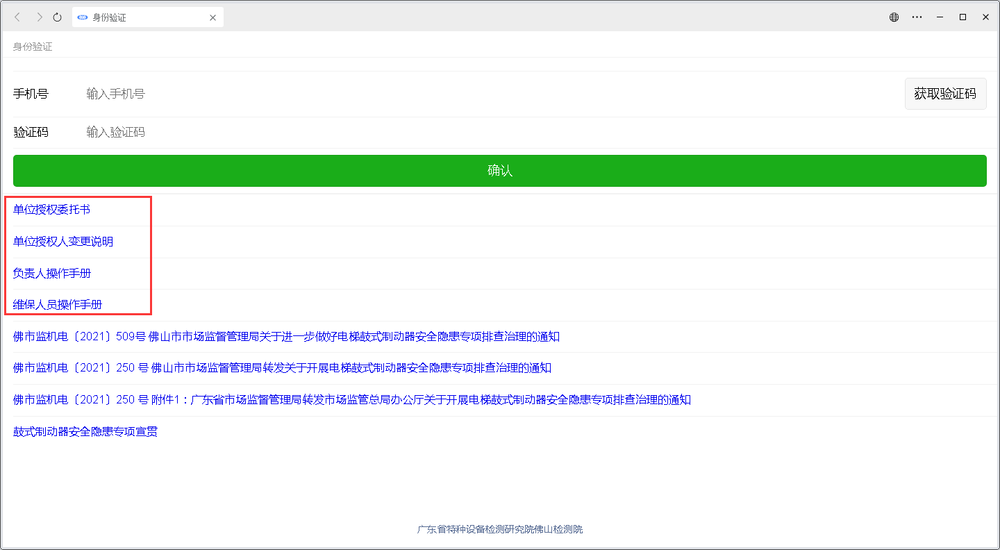 身份验证
身份验证
手机号 输入手机号 获取验证码
验证码 输入验证码
确认
单位授权委托书
单位授权人变更说明
负责人操作手册
维保人员操作手册
佛市监机电〔2021〕509号 佛山市市场监督管理局关于进一步做好电梯鼓式制动器安全隐患专项排查治理的通知
佛市监机电〔2021〕250 号 佛山市市场监督管理局转发关于开展电梯鼓式制动器安全隐患专项排查治理的通知
佛市监机电〔2021〕250 号 附件1：广东省市场监督管理局转发市场监管总局办公厅关于开展电梯鼓式制动器安全隐患专项排查治理的通知
鼓式制动器安全隐患专项宣贯
广东省特种设备检测研究院佛山检测院